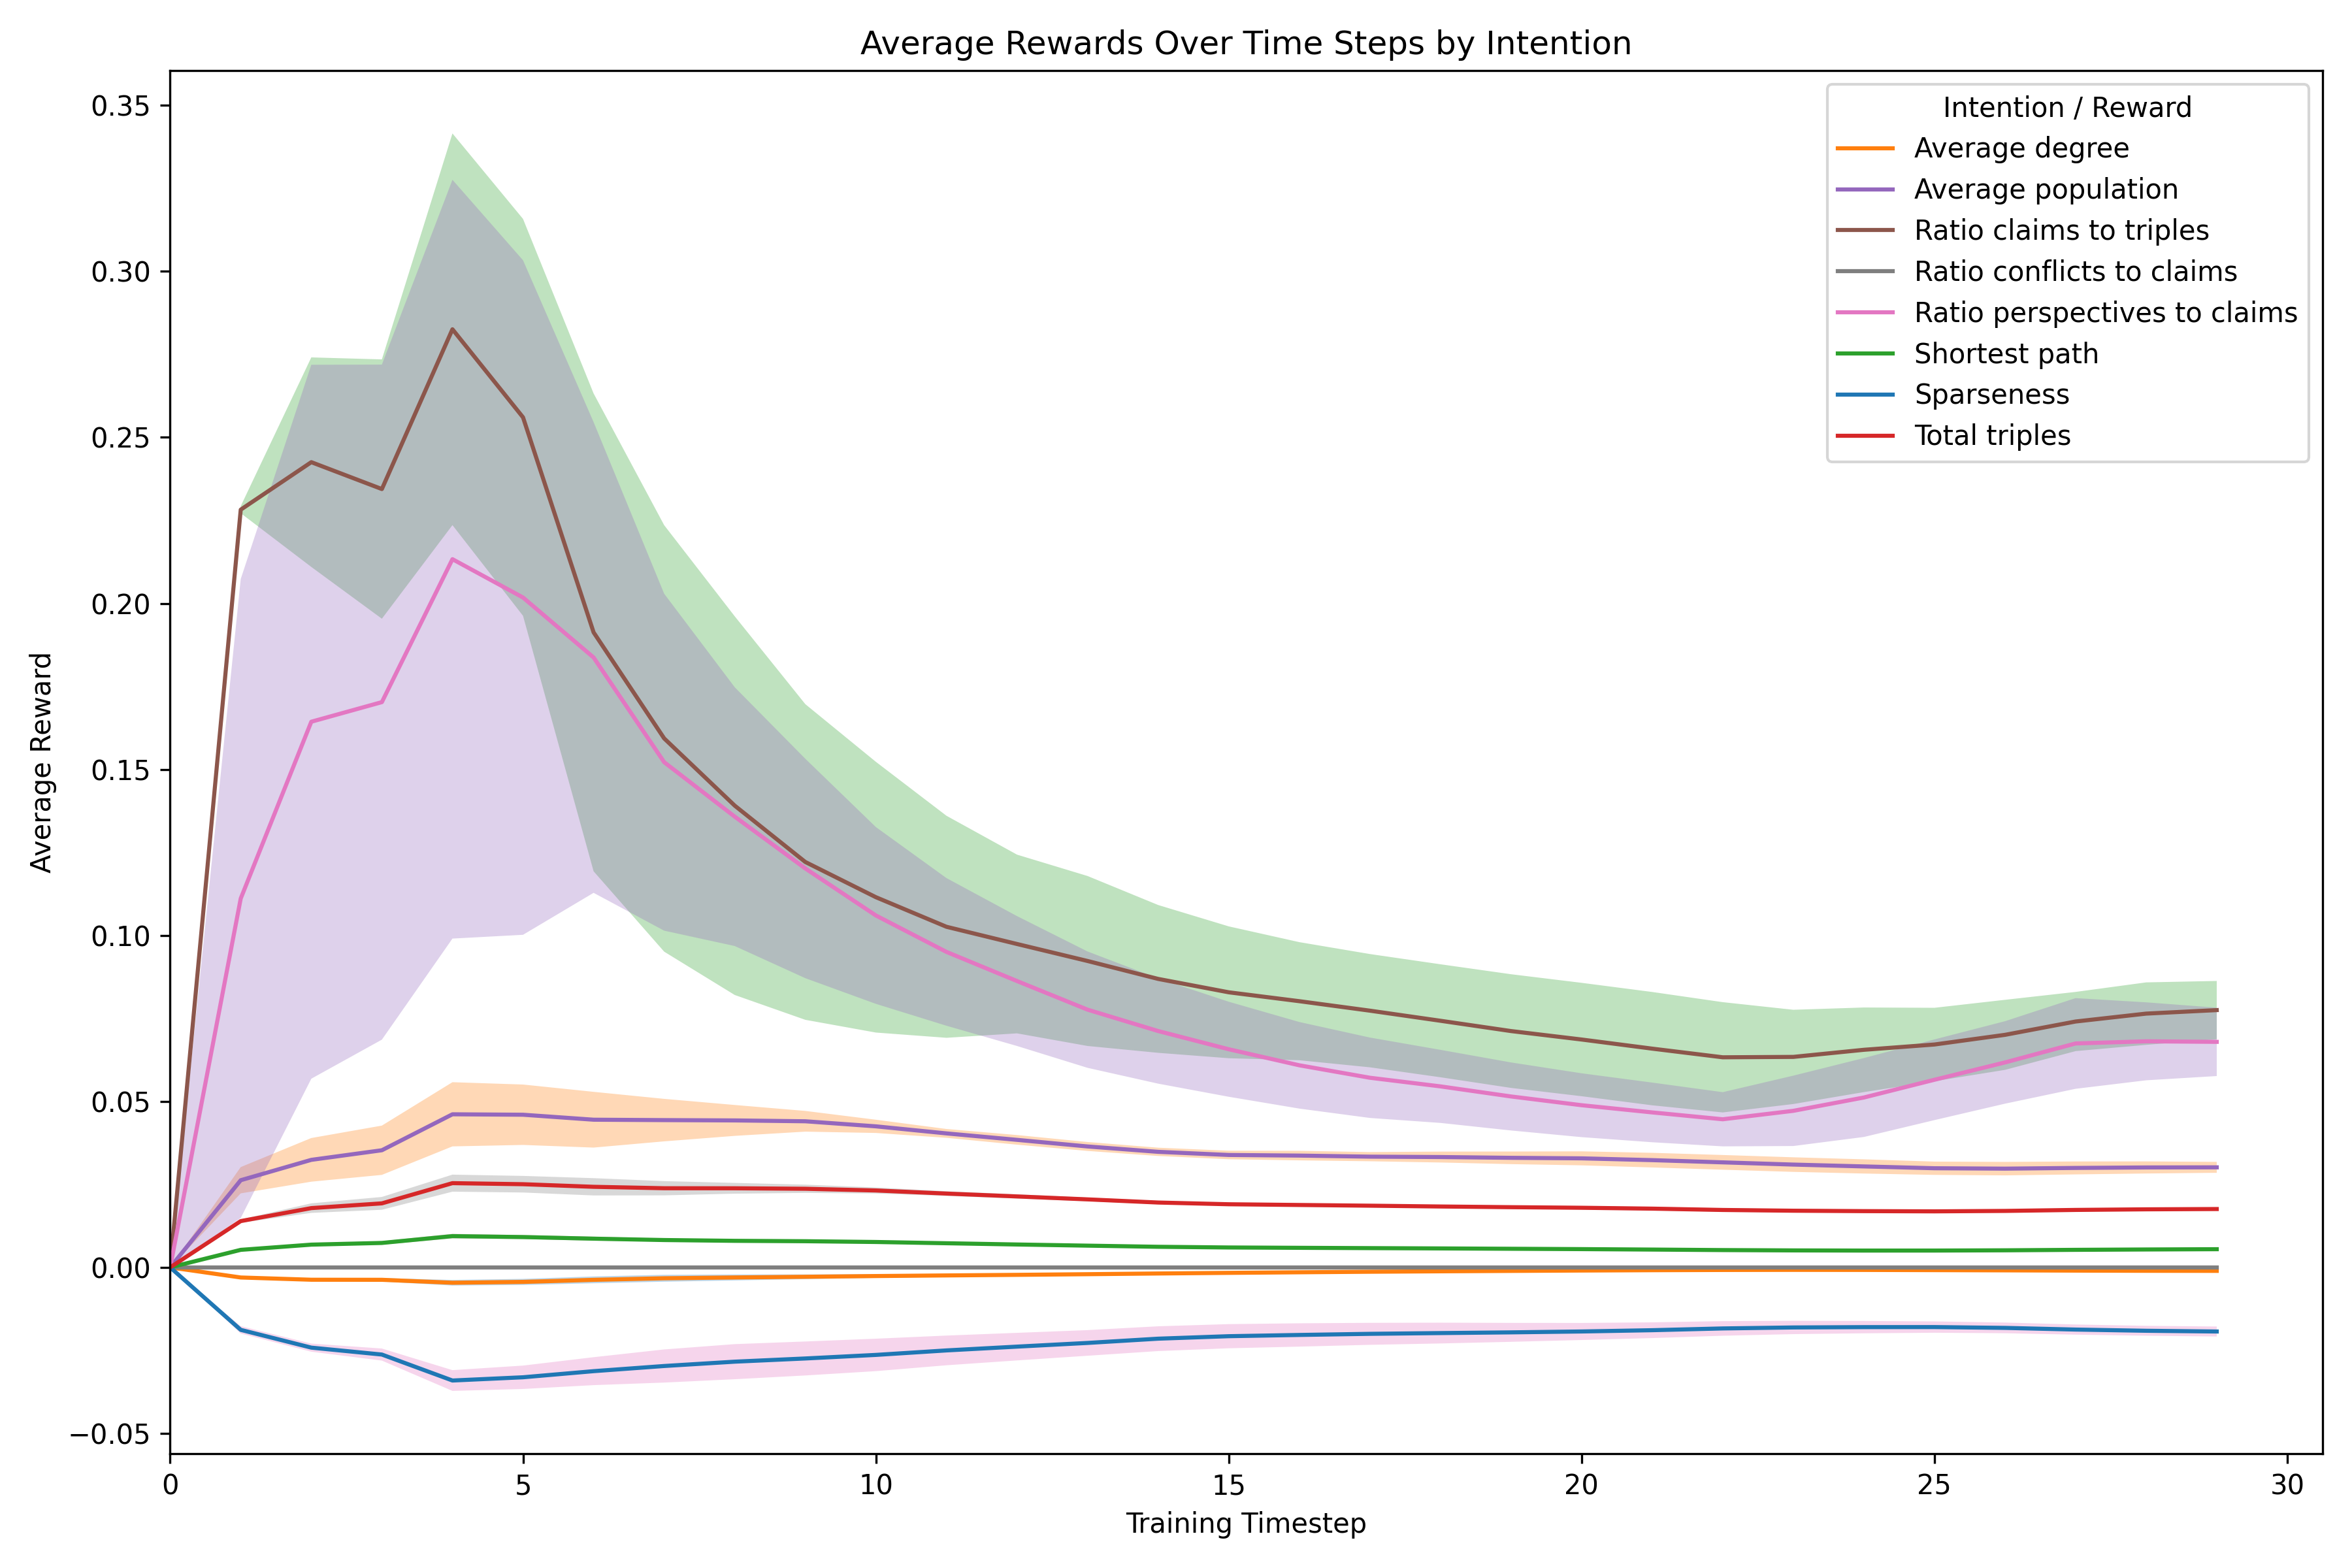 Average Rewards Over Time Steps by Intention
Average Reward
0.35
0.30
0.25
0.20
0.15
0.10
0.05
0.00
−0.05
0
5
10
15
20
25
30
Training Timestep
Intention / Reward
Average degree
Average population
Ratio claims to triples
Ratio conflicts to claims
Ratio perspectives to claims
Shortest path
Sparseness
Total triples